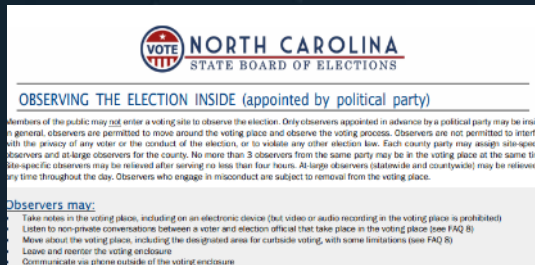 VOTE
NORTH CAROLINA
STATE BOARD OF ELECTIONS
OBSERVING THE ELECTION INSIDE (appointed by political party)
Members of the public may not enter a voting site to observe the election. Only observers appointed in advance by a political party may be insi
In general, observers are permitted to move around the voting place and observe the voting process. Observers are not permitted to interf
with the privacy of any voter or the conduct of the election, or to violate any other election law. Each county party may assign site-spec
observers and at-large observers for the county. No more than 3 observers from the same party may be in the voting place at the same ti
Site-specific observers may be relieved after serving no less than four hours. At-large observers (statewide and countywide) may be relieve
any time throughout the day. Observers who engage in misconduct are subject to removal from the voting place.
Observers may:
Take notes in the voting place, including on an electronic device (but video or audio recording in the voting place is prohibited)
Listen to non-private conversations between a voter and election official that take place in the voting place (see FAQ 8)
Move about the voting place, including the designated area for curbside voting, with some limitations (see FAQ 8)
Leave and reenter the voting enclosure
Communicate via phone outside of the voting enclosure